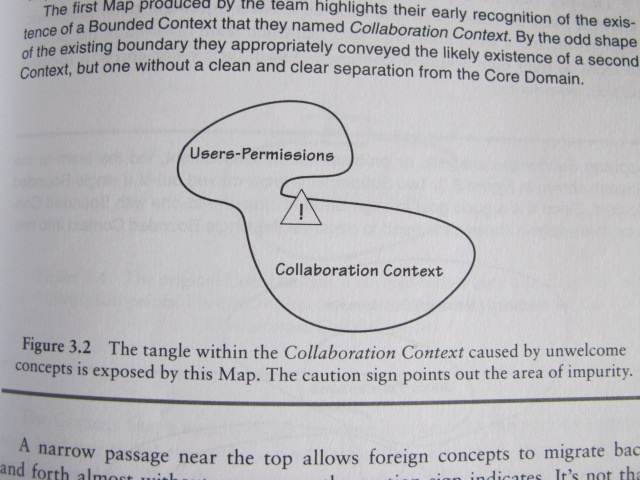 The first Map produced by the team highlights their early recognition of the exis-
tence of a Bounded Context that they named Collaboration Context. By the odd shape
of the existing boundary they appropriately conveyed the likely existence of a second
Context, but one without a clean and clear separation from the Core Domain.
Users-Permissions
!
Collaboration Context
Figure 3.2 The tangle within the Collaboration Context caused by unwelcome
concepts is exposed by this Map. The caution sign points out the area of impurity.
A narrow passage near the top allows foreign concepts to migrate bac
and forth almost
sign indicates. It's not tha